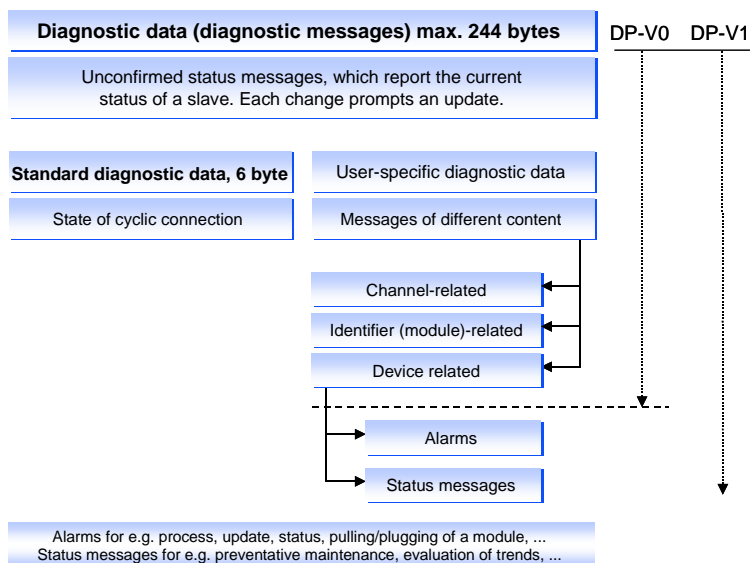 Diagnostic data (diagnostic messages) max. 244 bytes
DP-V0 DP-V1
Unconfirmed status messages, which report the current
status of a slave. Each change prompts an update.
Standard diagnostic data, 6 byte
User-specific diagnostic data
State of cyclic connection
Messages of different content
Channel-related
Identifier (module)-related
Device related
Alarms
Status messages
Alarms for e.g. process, update, status, pulling/plugging of a module, ...
Status messages for e.g. preventative maintenance, evaluation of trends, ...